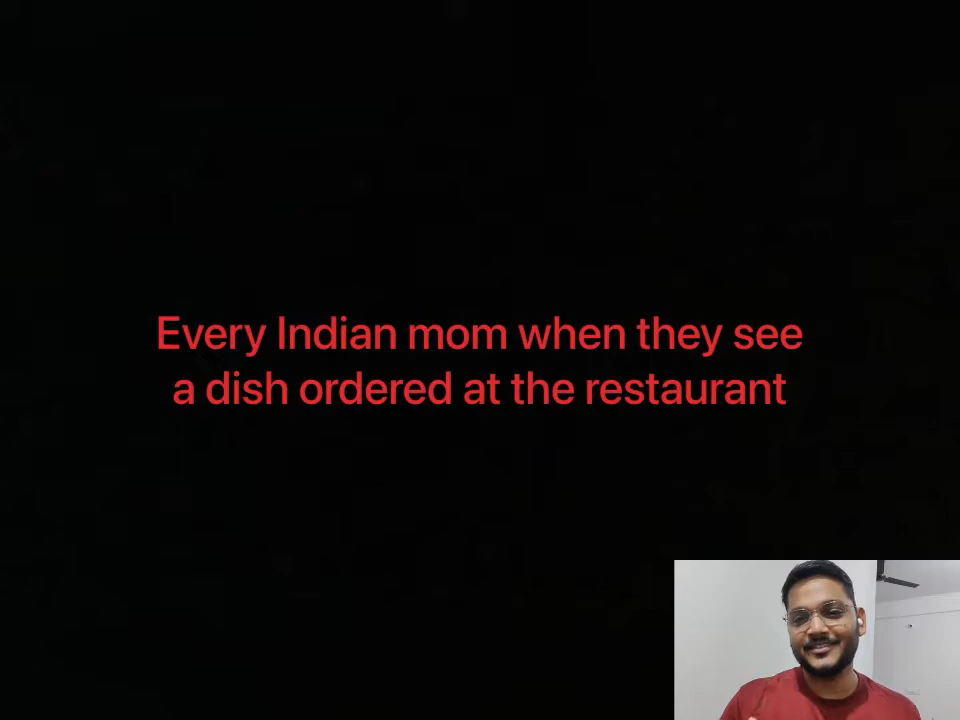 Every Indian mom when they see
a dish ordered at the restaurant